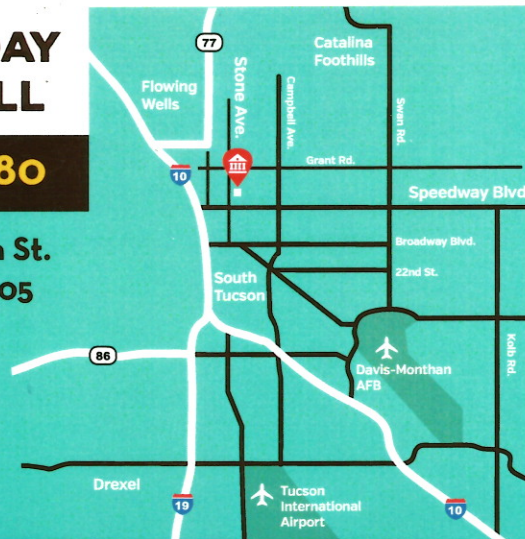 DAY
LL
80
St.
05
77
Catalina
Foothills
Flowing
Wells
Stone Ave.
Campbell Ave.
Swan Rd.
Grant Rd.
10
Speedway Blvd
Broadway Blvd.
22nd St.
South
Tucson
86
Davis-Monthan
AFB
Kolb Rd.
Drexel
19
Tucson
International
Airport
10